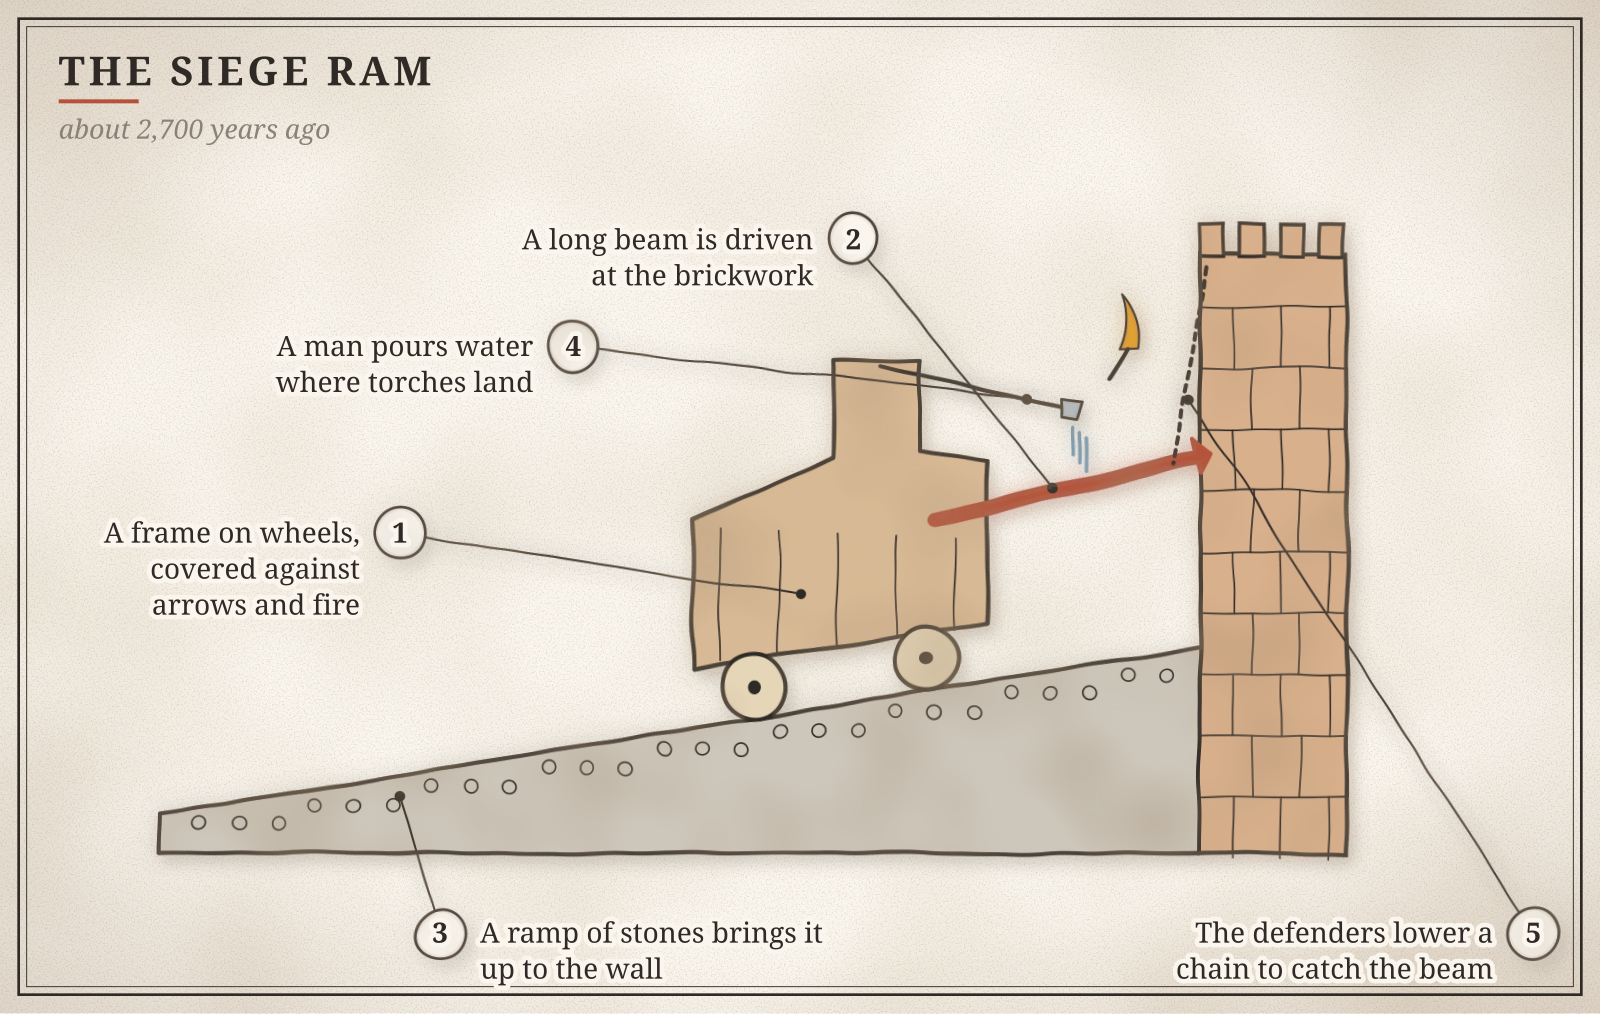 THE SIEGE RAM
about 2,700 years ago
2
A long beam is driven
at the brickwork
4
A man pours water
where torches land
1
A frame on wheels,
covered against
arrows and fire
3
A ramp of stones brings it
up to the wall
5
The defenders lower a
chain to catch the beam